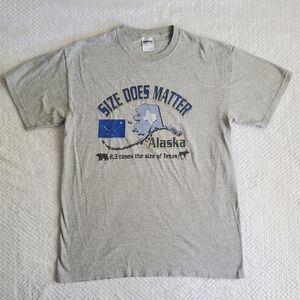 SIZE DOES MATTER
Alaska
2.3 times the size of Texas